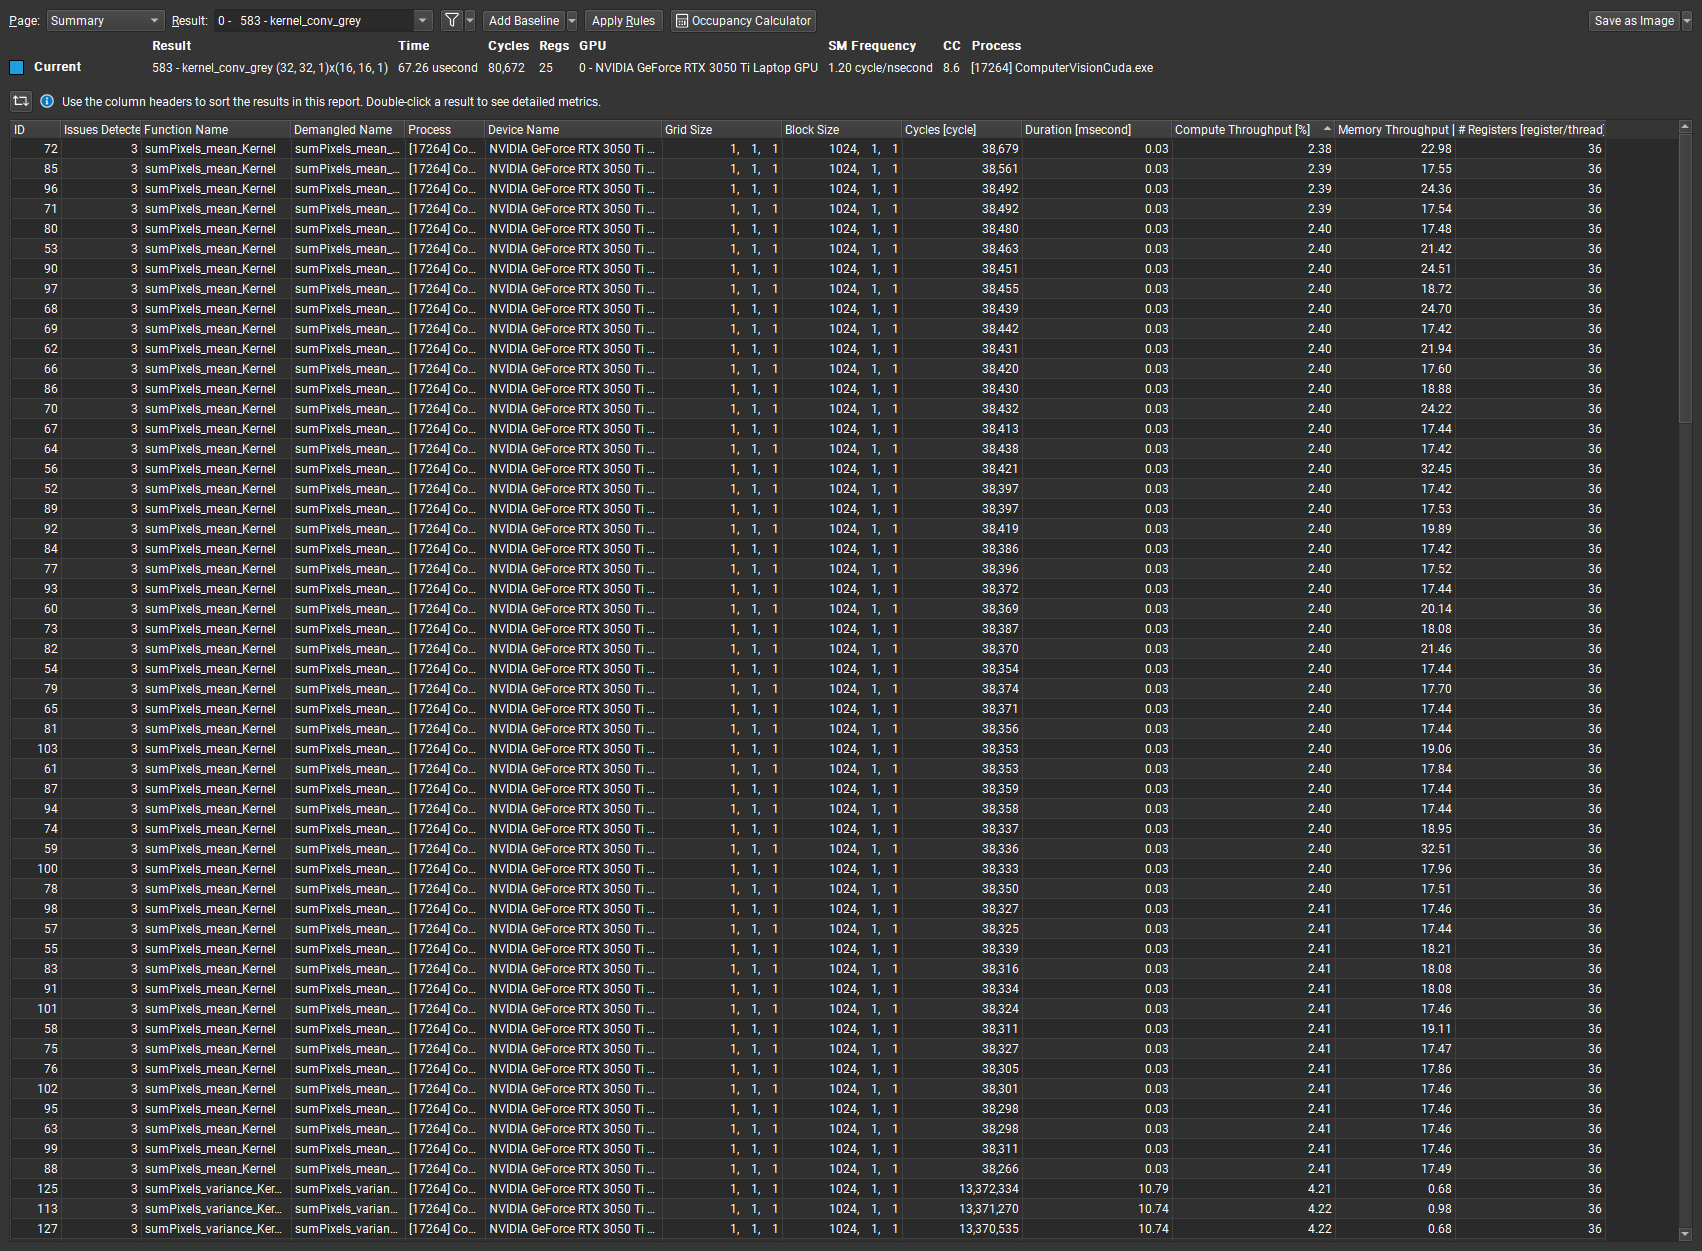 Page: Summary Result: 0 - 583 - kernel_conv_grey Add Baseline Apply Rules Occupancy Calculator Save as Image
Result Time Cycles Regs GPU SM Frequency CC Process
Current 583 - kernel_conv_grey (32, 32, 1)x(16, 16, 1) 67.26 usecond 80,672 25 0 - NVIDIA GeForce RTX 3050 Ti Laptop GPU 1.20 cycle/nsecond 8.6 [17264] ComputerVisionCuda.exe
Use the column headers to sort the results in this report. Double-click a result to see detailed metrics.
ID Issues Detecte Function Name Demangled Name Process Device Name Grid Size Block Size Cycles [cycle] Duration [msecond] Compute Throughput [%] Memory Throughput [ # Registers [register/thread]
72 3 sumPixels_mean_Kernel sumPixels_mean_... [17264] Co... NVIDIA GeForce RTX 3050 Ti ... 1, 1, 1 1024, 1, 1 38,679 0.03 2.38 22.98 36
85 3 sumPixels_mean_Kernel sumPixels_mean_... [17264] Co... NVIDIA GeForce RTX 3050 Ti ... 1, 1, 1 1024, 1, 1 38,561 0.03 2.39 17.55 36
96 3 sumPixels_mean_Kernel sumPixels_mean_... [17264] Co... NVIDIA GeForce RTX 3050 Ti ... 1, 1, 1 1024, 1, 1 38,492 0.03 2.39 24.36 36
71 3 sumPixels_mean_Kernel sumPixels_mean_... [17264] Co... NVIDIA GeForce RTX 3050 Ti ... 1, 1, 1 1024, 1, 1 38,492 0.03 2.39 17.54 36
80 3 sumPixels_mean_Kernel sumPixels_mean_... [17264] Co... NVIDIA GeForce RTX 3050 Ti ... 1, 1, 1 1024, 1, 1 38,480 0.03 2.40 17.48 36
53 3 sumPixels_mean_Kernel sumPixels_mean_... [17264] Co... NVIDIA GeForce RTX 3050 Ti ... 1, 1, 1 1024, 1, 1 38,463 0.03 2.40 21.42 36
90 3 sumPixels_mean_Kernel sumPixels_mean_... [17264] Co... NVIDIA GeForce RTX 3050 Ti ... 1, 1, 1 1024, 1, 1 38,451 0.03 2.40 24.51 36
97 3 sumPixels_mean_Kernel sumPixels_mean_... [17264] Co... NVIDIA GeForce RTX 3050 Ti ... 1, 1, 1 1024, 1, 1 38,455 0.03 2.40 18.72 36
68 3 sumPixels_mean_Kernel sumPixels_mean_... [17264] Co... NVIDIA GeForce RTX 3050 Ti ... 1, 1, 1 1024, 1, 1 38,439 0.03 2.40 24.70 36
69 3 sumPixels_mean_Kernel sumPixels_mean_... [17264] Co... NVIDIA GeForce RTX 3050 Ti ... 1, 1, 1 1024, 1, 1 38,442 0.03 2.40 17.42 36
62 3 sumPixels_mean_Kernel sumPixels_mean_... [17264] Co... NVIDIA GeForce RTX 3050 Ti ... 1, 1, 1 1024, 1, 1 38,431 0.03 2.40 21.94 36
66 3 sumPixels_mean_Kernel sumPixels_mean_... [17264] Co... NVIDIA GeForce RTX 3050 Ti ... 1, 1, 1 1024, 1, 1 38,420 0.03 2.40 17.60 36
86 3 sumPixels_mean_Kernel sumPixels_mean_... [17264] Co... NVIDIA GeForce RTX 3050 Ti ... 1, 1, 1 1024, 1, 1 38,430 0.03 2.40 18.88 36
70 3 sumPixels_mean_Kernel sumPixels_mean_... [17264] Co... NVIDIA GeForce RTX 3050 Ti ... 1, 1, 1 1024, 1, 1 38,432 0.03 2.40 24.22 36
67 3 sumPixels_mean_Kernel sumPixels_mean_... [17264] Co... NVIDIA GeForce RTX 3050 Ti ... 1, 1, 1 1024, 1, 1 38,413 0.03 2.40 17.44 36
64 3 sumPixels_mean_Kernel sumPixels_mean_... [17264] Co... NVIDIA GeForce RTX 3050 Ti ... 1, 1, 1 1024, 1, 1 38,438 0.03 2.40 17.42 36
56 3 sumPixels_mean_Kernel sumPixels_mean_... [17264] Co... NVIDIA GeForce RTX 3050 Ti ... 1, 1, 1 1024, 1, 1 38,421 0.03 2.40 32.45 36
52 3 sumPixels_mean_Kernel sumPixels_mean_... [17264] Co... NVIDIA GeForce RTX 3050 Ti ... 1, 1, 1 1024, 1, 1 38,397 0.03 2.40 17.42 36
89 3 sumPixels_mean_Kernel sumPixels_mean_... [17264] Co... NVIDIA GeForce RTX 3050 Ti ... 1, 1, 1 1024, 1, 1 38,397 0.03 2.40 17.53 36
92 3 sumPixels_mean_Kernel sumPixels_mean_... [17264] Co... NVIDIA GeForce RTX 3050 Ti ... 1, 1, 1 1024, 1, 1 38,419 0.03 2.40 19.89 36
84 3 sumPixels_mean_Kernel sumPixels_mean_... [17264] Co... NVIDIA GeForce RTX 3050 Ti ... 1, 1, 1 1024, 1, 1 38,386 0.03 2.40 17.42 36
77 3 sumPixels_mean_Kernel sumPixels_mean_... [17264] Co... NVIDIA GeForce RTX 3050 Ti ... 1, 1, 1 1024, 1, 1 38,396 0.03 2.40 17.52 36
93 3 sumPixels_mean_Kernel sumPixels_mean_... [17264] Co... NVIDIA GeForce RTX 3050 Ti ... 1, 1, 1 1024, 1, 1 38,372 0.03 2.40 17.44 36
60 3 sumPixels_mean_Kernel sumPixels_mean_... [17264] Co... NVIDIA GeForce RTX 3050 Ti ... 1, 1, 1 1024, 1, 1 38,369 0.03 2.40 20.14 36
73 3 sumPixels_mean_Kernel sumPixels_mean_... [17264] Co... NVIDIA GeForce RTX 3050 Ti ... 1, 1, 1 1024, 1, 1 38,387 0.03 2.40 18.08 36
82 3 sumPixels_mean_Kernel sumPixels_mean_... [17264] Co... NVIDIA GeForce RTX 3050 Ti ... 1, 1, 1 1024, 1, 1 38,370 0.03 2.40 21.46 36
54 3 sumPixels_mean_Kernel sumPixels_mean_... [17264] Co... NVIDIA GeForce RTX 3050 Ti ... 1, 1, 1 1024, 1, 1 38,354 0.03 2.40 17.44 36
79 3 sumPixels_mean_Kernel sumPixels_mean_... [17264] Co... NVIDIA GeForce RTX 3050 Ti ... 1, 1, 1 1024, 1, 1 38,374 0.03 2.40 17.70 36
65 3 sumPixels_mean_Kernel sumPixels_mean_... [17264] Co... NVIDIA GeForce RTX 3050 Ti ... 1, 1, 1 1024, 1, 1 38,371 0.03 2.40 17.44 36
81 3 sumPixels_mean_Kernel sumPixels_mean_... [17264] Co... NVIDIA GeForce RTX 3050 Ti ... 1, 1, 1 1024, 1, 1 38,356 0.03 2.40 17.44 36
103 3 sumPixels_mean_Kernel sumPixels_mean_... [17264] Co... NVIDIA GeForce RTX 3050 Ti ... 1, 1, 1 1024, 1, 1 38,353 0.03 2.40 19.06 36
61 3 sumPixels_mean_Kernel sumPixels_mean_... [17264] Co... NVIDIA GeForce RTX 3050 Ti ... 1, 1, 1 1024, 1, 1 38,353 0.03 2.40 17.84 36
87 3 sumPixels_mean_Kernel sumPixels_mean_... [17264] Co... NVIDIA GeForce RTX 3050 Ti ... 1, 1, 1 1024, 1, 1 38,359 0.03 2.40 17.44 36
94 3 sumPixels_mean_Kernel sumPixels_mean_... [17264] Co... NVIDIA GeForce RTX 3050 Ti ... 1, 1, 1 1024, 1, 1 38,358 0.03 2.40 17.44 36
74 3 sumPixels_mean_Kernel sumPixels_mean_... [17264] Co... NVIDIA GeForce RTX 3050 Ti ... 1, 1, 1 1024, 1, 1 38,337 0.03 2.40 18.95 36
59 3 sumPixels_mean_Kernel sumPixels_mean_... [17264] Co... NVIDIA GeForce RTX 3050 Ti ... 1, 1, 1 1024, 1, 1 38,336 0.03 2.40 32.51 36
100 3 sumPixels_mean_Kernel sumPixels_mean_... [17264] Co... NVIDIA GeForce RTX 3050 Ti ... 1, 1, 1 1024, 1, 1 38,333 0.03 2.40 17.96 36
78 3 sumPixels_mean_Kernel sumPixels_mean_... [17264] Co... NVIDIA GeForce RTX 3050 Ti ... 1, 1, 1 1024, 1, 1 38,350 0.03 2.40 17.51 36
98 3 sumPixels_mean_Kernel sumPixels_mean_... [17264] Co... NVIDIA GeForce RTX 3050 Ti ... 1, 1, 1 1024, 1, 1 38,327 0.03 2.41 17.46 36
57 3 sumPixels_mean_Kernel sumPixels_mean_... [17264] Co... NVIDIA GeForce RTX 3050 Ti ... 1, 1, 1 1024, 1, 1 38,325 0.03 2.41 17.44 36
55 3 sumPixels_mean_Kernel sumPixels_mean_... [17264] Co... NVIDIA GeForce RTX 3050 Ti ... 1, 1, 1 1024, 1, 1 38,339 0.03 2.41 18.21 36
83 3 sumPixels_mean_Kernel sumPixels_mean_... [17264] Co... NVIDIA GeForce RTX 3050 Ti ... 1, 1, 1 1024, 1, 1 38,316 0.03 2.41 18.08 36
91 3 sumPixels_mean_Kernel sumPixels_mean_... [17264] Co... NVIDIA GeForce RTX 3050 Ti ... 1, 1, 1 1024, 1, 1 38,334 0.03 2.41 18.08 36
101 3 sumPixels_mean_Kernel sumPixels_mean_... [17264] Co... NVIDIA GeForce RTX 3050 Ti ... 1, 1, 1 1024, 1, 1 38,324 0.03 2.41 17.46 36
58 3 sumPixels_mean_Kernel sumPixels_mean_... [17264] Co... NVIDIA GeForce RTX 3050 Ti ... 1, 1, 1 1024, 1, 1 38,311 0.03 2.41 19.11 36
75 3 sumPixels_mean_Kernel sumPixels_mean_... [17264] Co... NVIDIA GeForce RTX 3050 Ti ... 1, 1, 1 1024, 1, 1 38,327 0.03 2.41 17.47 36
76 3 sumPixels_mean_Kernel sumPixels_mean_... [17264] Co... NVIDIA GeForce RTX 3050 Ti ... 1, 1, 1 1024, 1, 1 38,305 0.03 2.41 17.86 36
102 3 sumPixels_mean_Kernel sumPixels_mean_... [17264] Co... NVIDIA GeForce RTX 3050 Ti ... 1, 1, 1 1024, 1, 1 38,301 0.03 2.41 17.46 36
95 3 sumPixels_mean_Kernel sumPixels_mean_... [17264] Co... NVIDIA GeForce RTX 3050 Ti ... 1, 1, 1 1024, 1, 1 38,298 0.03 2.41 17.46 36
63 3 sumPixels_mean_Kernel sumPixels_mean_... [17264] Co... NVIDIA GeForce RTX 3050 Ti ... 1, 1, 1 1024, 1, 1 38,298 0.03 2.41 17.46 36
99 3 sumPixels_mean_Kernel sumPixels_mean_... [17264] Co... NVIDIA GeForce RTX 3050 Ti ... 1, 1, 1 1024, 1, 1 38,311 0.03 2.41 17.46 36
88 3 sumPixels_mean_Kernel sumPixels_mean_... [17264] Co... NVIDIA GeForce RTX 3050 Ti ... 1, 1, 1 1024, 1, 1 38,266 0.03 2.41 17.49 36
125 3 sumPixels_variance_Ker... sumPixels_varian... [17264] Co... NVIDIA GeForce RTX 3050 Ti ... 1, 1, 1 1024, 1, 1 13,372,334 10.79 4.21 0.68 36
113 3 sumPixels_variance_Ker... sumPixels_varian... [17264] Co... NVIDIA GeForce RTX 3050 Ti ... 1, 1, 1 1024, 1, 1 13,371,270 10.74 4.22 0.98 36
127 3 sumPixels_variance_Ker... sumPixels_varian... [17264] Co... NVIDIA GeForce RTX 3050 Ti ... 1, 1, 1 1024, 1, 1 13,370,535 10.74 4.22 0.68 36